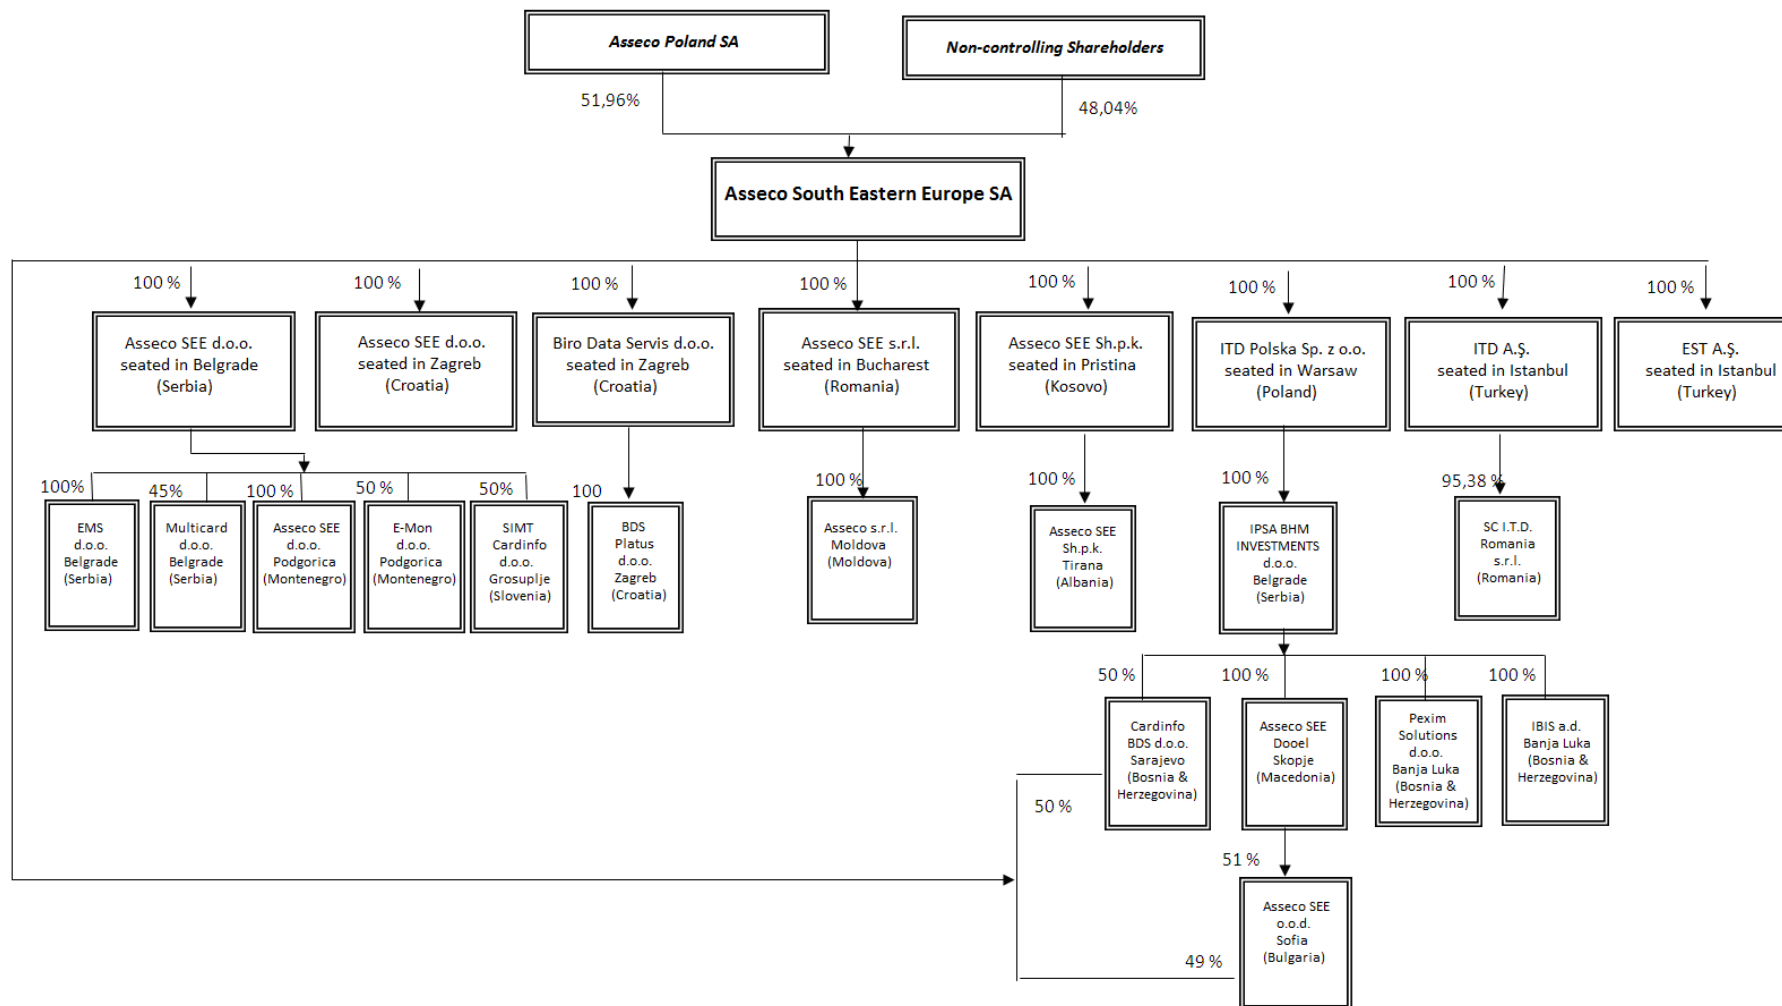 Asseco Poland SA
Non-controlling Shareholders
51,96%
48,04%
Asseco South Eastern Europe SA
100 %
100 %
100 %
100 %
100 %
100 %
100 %
100 %
Asseco SEE d.o.o.
seated in Belgrade
(Serbia)
Asseco SEE d.o.o.
seated in Zagreb
(Croatia)
Biro Data Servis d.o.o.
seated in Zagreb
(Croatia)
Asseco SEE s.r.l.
seated in Bucharest
(Romania)
Asseco SEE Sh.p.k.
seated in Pristina
(Kosovo)
ITD Polska Sp. z o.o.
seated in Warsaw
(Poland)
ITD A.Ş.
seated in Istanbul
(Turkey)
EST A.Ş.
seated in Istanbul
(Turkey)
100%
45%
100 %
50 %
50%
100
100 %
100 %
100 %
95,38 %
EMS
d.o.o.
Belgrade
(Serbia)
Multicard
d.o.o.
Belgrade
(Serbia)
Asseco SEE
d.o.o.
Podgorica
(Montenegro)
E-Mon
d.o.o.
Podgorica
(Montenegro)
SIMT
Cardinfo
d.o.o.
Grosuplje
(Slovenia)
BDS
Platus
d.o.o.
Zagreb
(Croatia)
Asseco s.r.l.
Moldova
(Moldova)
Asseco SEE
Sh.p.k.
Tirana
(Albania)
IPSA BHM
INVESTMENTS
d.o.o.
Belgrade
(Serbia)
SC I.T.D.
Romania
s.r.l.
(Romania)
50 %
100 %
100 %
100 %
Cardinfo
BDS d.o.o.
Sarajevo
(Bosnia &
Herzegovina)
Asseco SEE
Dooel
Skopje
(Macedonia)
Pexim
Solutions
d.o.o.
Banja Luka
(Bosnia &
Herzegovina)
IBIS a.d.
Banja Luka
(Bosnia &
Herzegovina)
50 %
51 %
Asseco SEE
o.o.d.
Sofia
(Bulgaria)
49 %